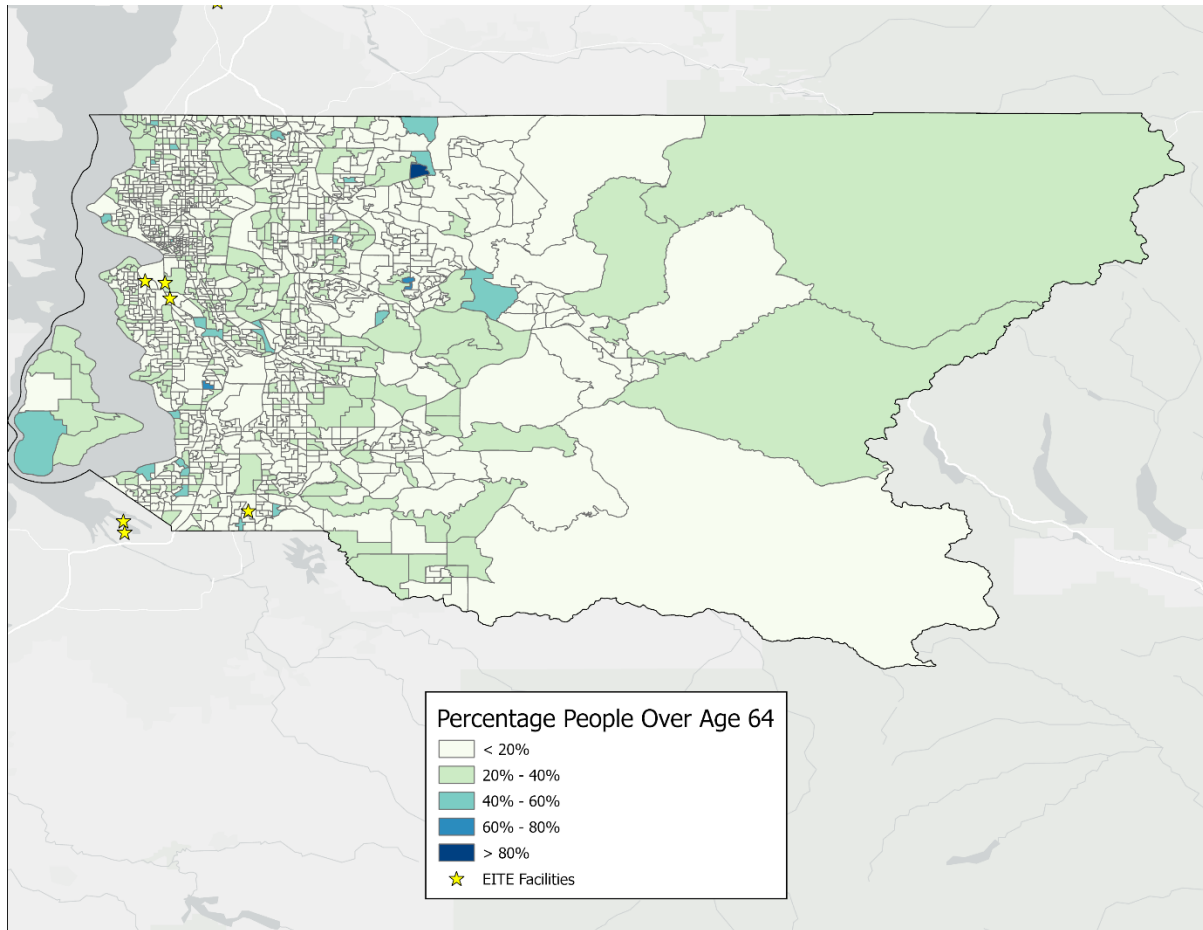 Percentage People Over Age 64
< 20%
20% - 40%
40% - 60%
60% - 80%
> 80%
EITE Facilities